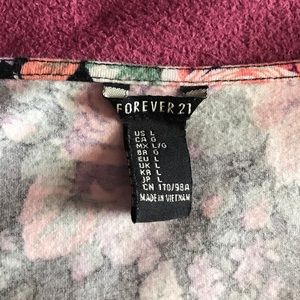 FOREVER 21
US L
CA G
MX L/G
BR G
EU L
UK L
KR L
JP L
CN 170/98A
MADE IN VIETNAM